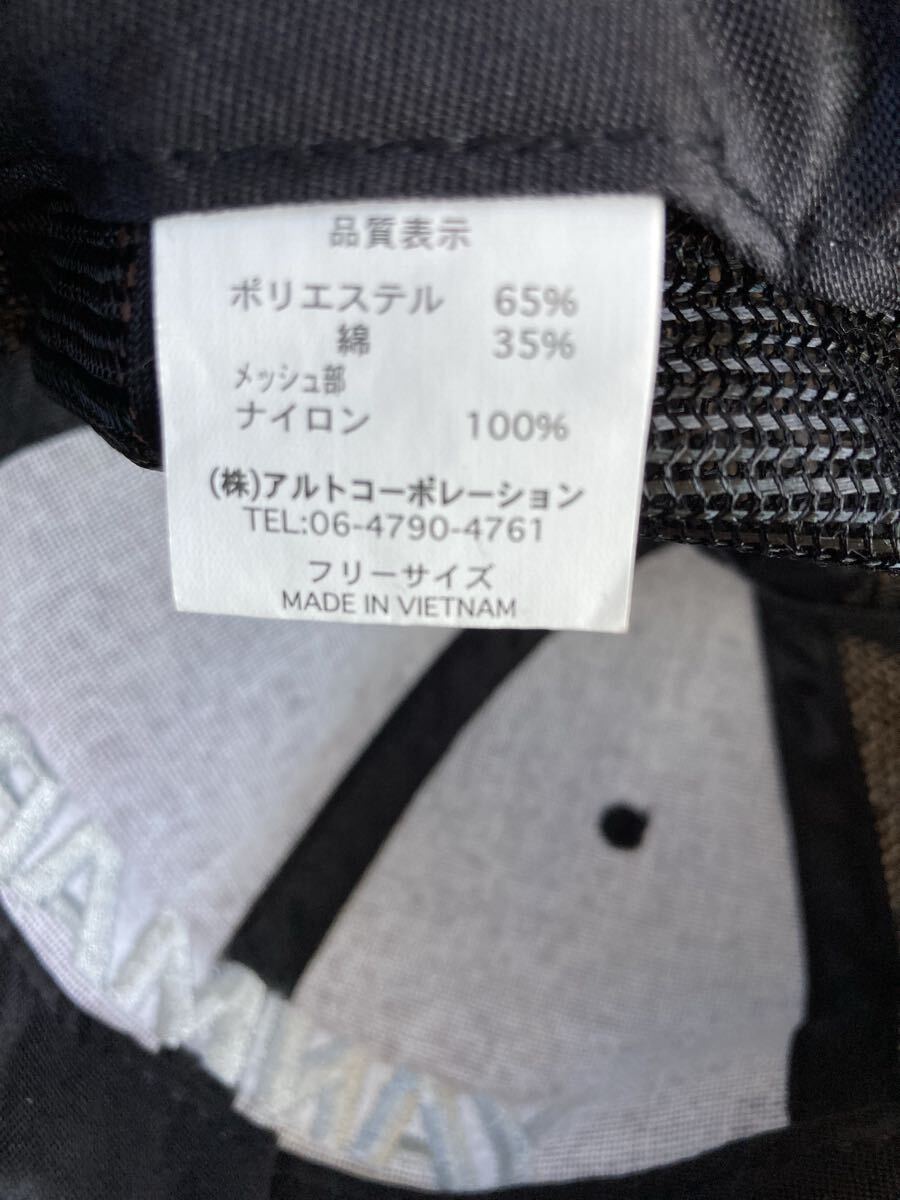 品質表示
ポリエステル 65%
綿 35%
メッシュ部
ナイロン 100%
(株)アルトコーポレーション
TEL:06-4790-4761
フリーサイズ
MADE IN VIETNAM